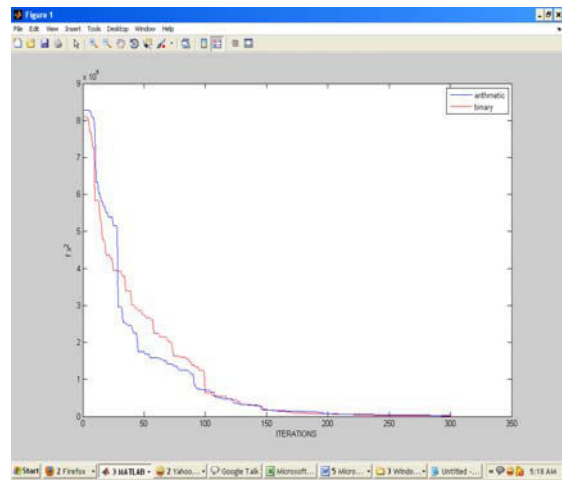 Figure 1
File Edit View Insert Tools Desktop Window Help
x 10⁴
9
8
7
6
5
4
3
2
1
0
0 50 100 150 200 250 300 350
ITERATIONS
f x²
arithmetic
binary
Start 2 Firefox 3 MATLAB 2 Yahoo... Google Talk Microsoft... 5 Micro... 3 Windo... Untitled -... 5:18 AM